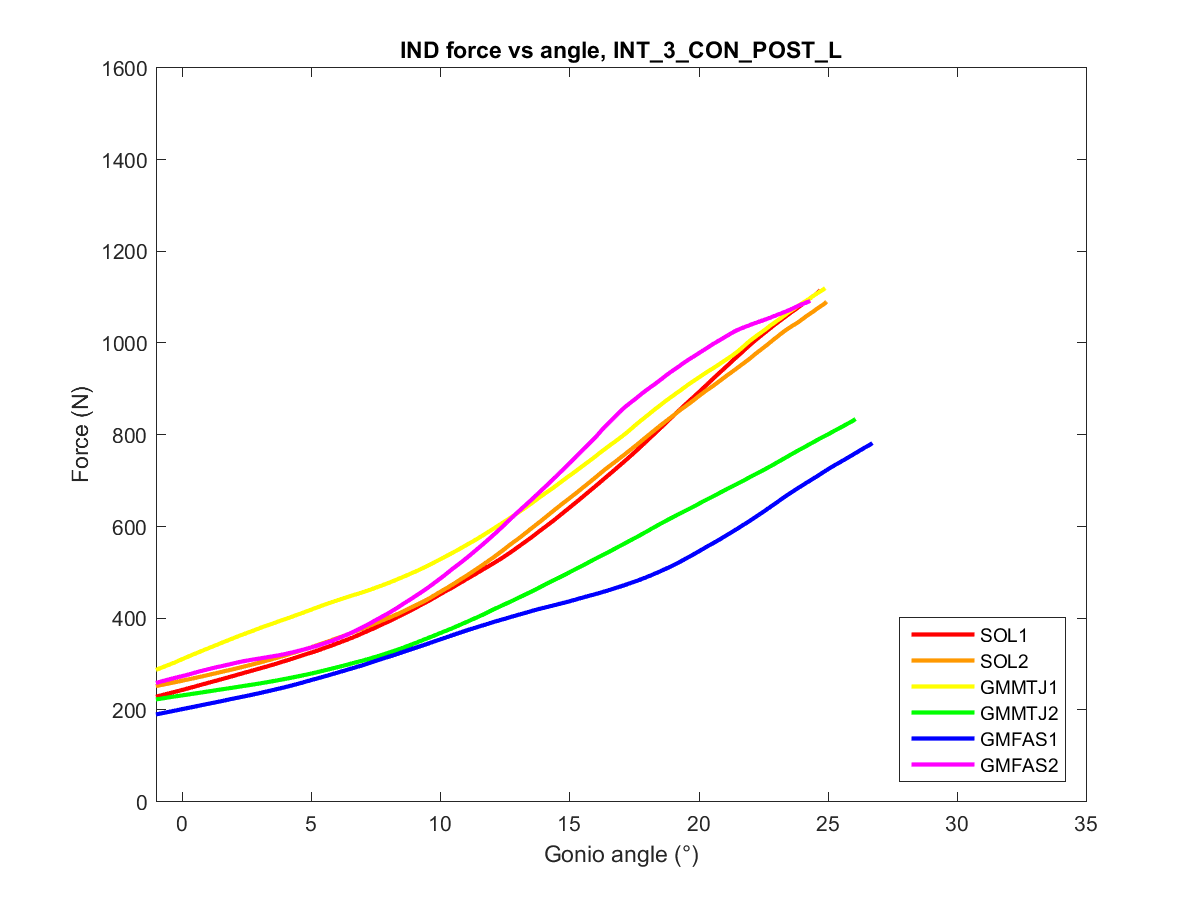 IND force vs angle, INT_3_CON_POST_L
1600
1400
1200
1000
800
600
400
200
0
Force (N)
0 5 10 15 20 25 30 35
Gonio angle (°)
SOL1
SOL2
GMMTJ1
GMMTJ2
GMFAS1
GMFAS2